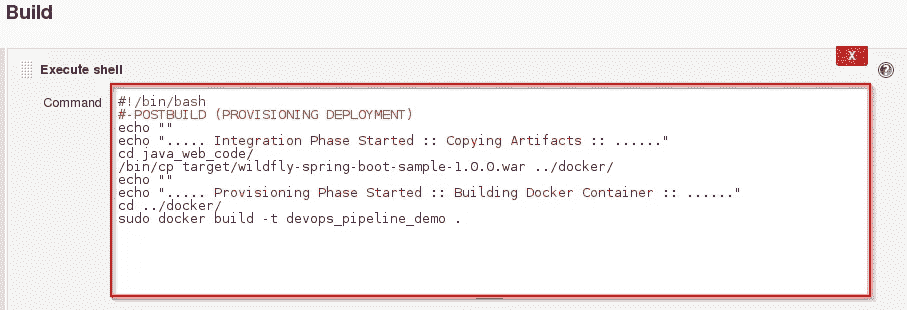 Build
Execute shell
X
?
Command
#!/bin/bash
#-POSTBUILD (PROVISIONING DEPLOYMENT)
echo ""
echo "..... Integration Phase Started :: Copying Artifacts :: ......"
cd java_web_code/
/bin/cp target/wildfly-spring-boot-sample-1.0.0.war ../docker/
echo ""
echo "..... Provisioning Phase Started :: Building Docker Container :: ......"
cd ../docker/
sudo docker build -t devops_pipeline_demo .